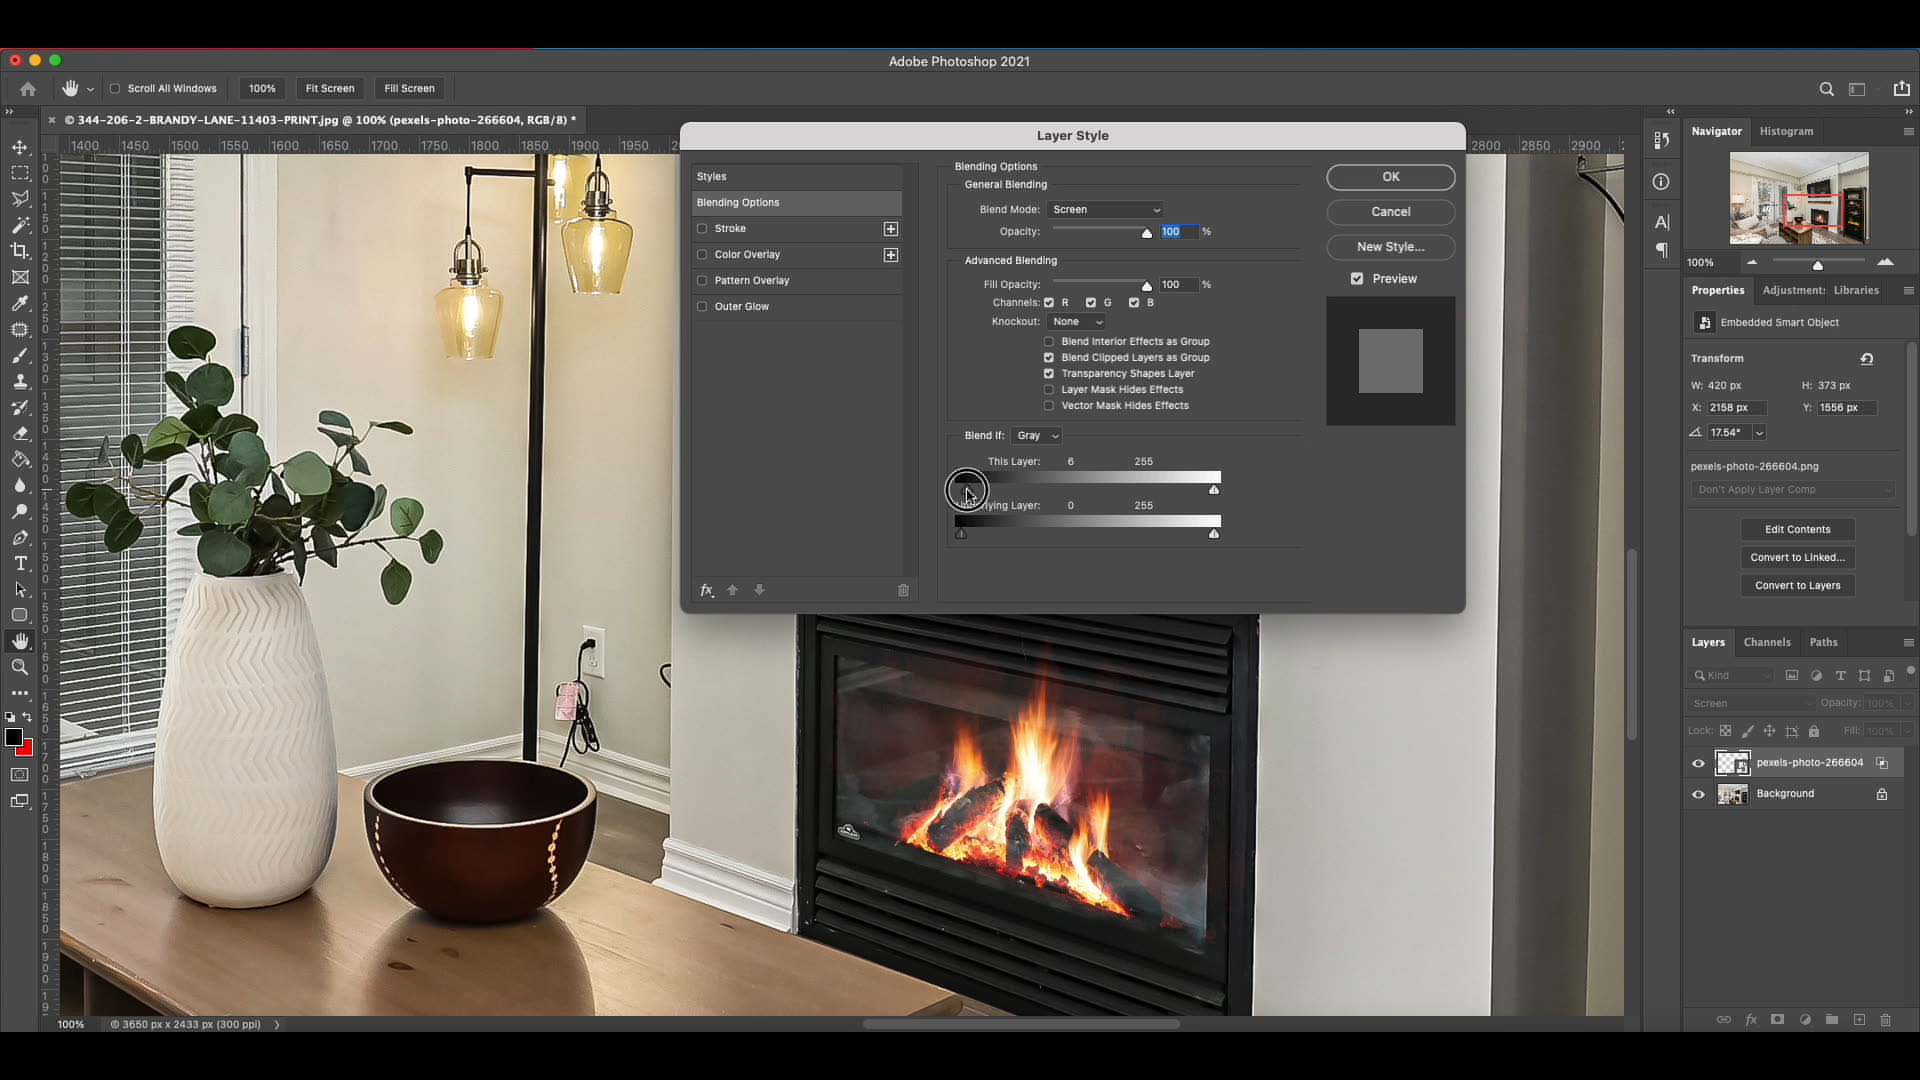 Adobe Photoshop 2021
Scroll All Windows
100%
Fit Screen
Fill Screen
© 344-206-2-BRANDY-LANE-11403-PRINT.jpg @ 100% (pexels-photo-266604, RGB/8) *
1400 1450 1500 1550 1600 1650 1700 1750 1800 1850 1900 1950 2800 2850 2900
Layer Style
Styles
Blending Options
Stroke
Color Overlay
Pattern Overlay
Outer Glow
fx
Blending Options
General Blending
Blend Mode: Screen
Opacity: 100 %
Advanced Blending
Fill Opacity: 100 %
Channels: R G B
Knockout: None
Blend Interior Effects as Group
Blend Clipped Layers as Group
Transparency Shapes Layer
Layer Mask Hides Effects
Vector Mask Hides Effects
Blend If: Gray
This Layer: 6 255
lying Layer: 0 255
OK
Cancel
New Style...
Preview
Navigator Histogram
100%
Properties Adjustment: Libraries
Embedded Smart Object
Transform
W: 420 px H: 373 px
X: 2158 px Y: 1556 px
17.54°
pexels-photo-266604.png
Don't Apply Layer Comp
Edit Contents
Convert to Linked...
Convert to Layers
Layers Channels Paths
Kind
Screen Opacity: 100%
Lock: Fill: 100%
pexels-photo-266604
Background
fx
100% © 3650 px x 2433 px (300 ppi)